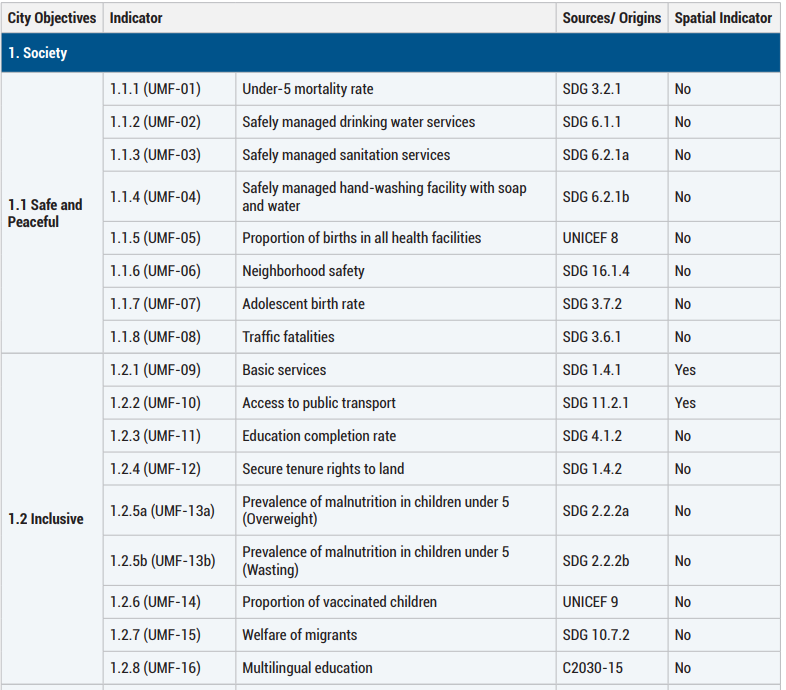 City Objectives Indicator Sources/ Origins Spatial Indicator
1. Society
1.1 Safe and
Peaceful
1.1.1 (UMF-01) Under-5 mortality rate SDG 3.2.1 No
1.1.2 (UMF-02) Safely managed drinking water services SDG 6.1.1 No
1.1.3 (UMF-03) Safely managed sanitation services SDG 6.2.1a No
1.1.4 (UMF-04) Safely managed hand-washing facility with soap
and water SDG 6.2.1b No
1.1.5 (UMF-05) Proportion of births in all health facilities UNICEF 8 No
1.1.6 (UMF-06) Neighborhood safety SDG 16.1.4 No
1.1.7 (UMF-07) Adolescent birth rate SDG 3.7.2 No
1.1.8 (UMF-08) Traffic fatalities SDG 3.6.1 No
1.2 Inclusive
1.2.1 (UMF-09) Basic services SDG 1.4.1 Yes
1.2.2 (UMF-10) Access to public transport SDG 11.2.1 Yes
1.2.3 (UMF-11) Education completion rate SDG 4.1.2 No
1.2.4 (UMF-12) Secure tenure rights to land SDG 1.4.2 No
1.2.5a (UMF-13a) Prevalence of malnutrition in children under 5
(Overweight) SDG 2.2.2a No
1.2.5b (UMF-13b) Prevalence of malnutrition in children under 5
(Wasting) SDG 2.2.2b No
1.2.6 (UMF-14) Proportion of vaccinated children UNICEF 9 No
1.2.7 (UMF-15) Welfare of migrants SDG 10.7.2 No
1.2.8 (UMF-16) Multilingual education C2030-15 No